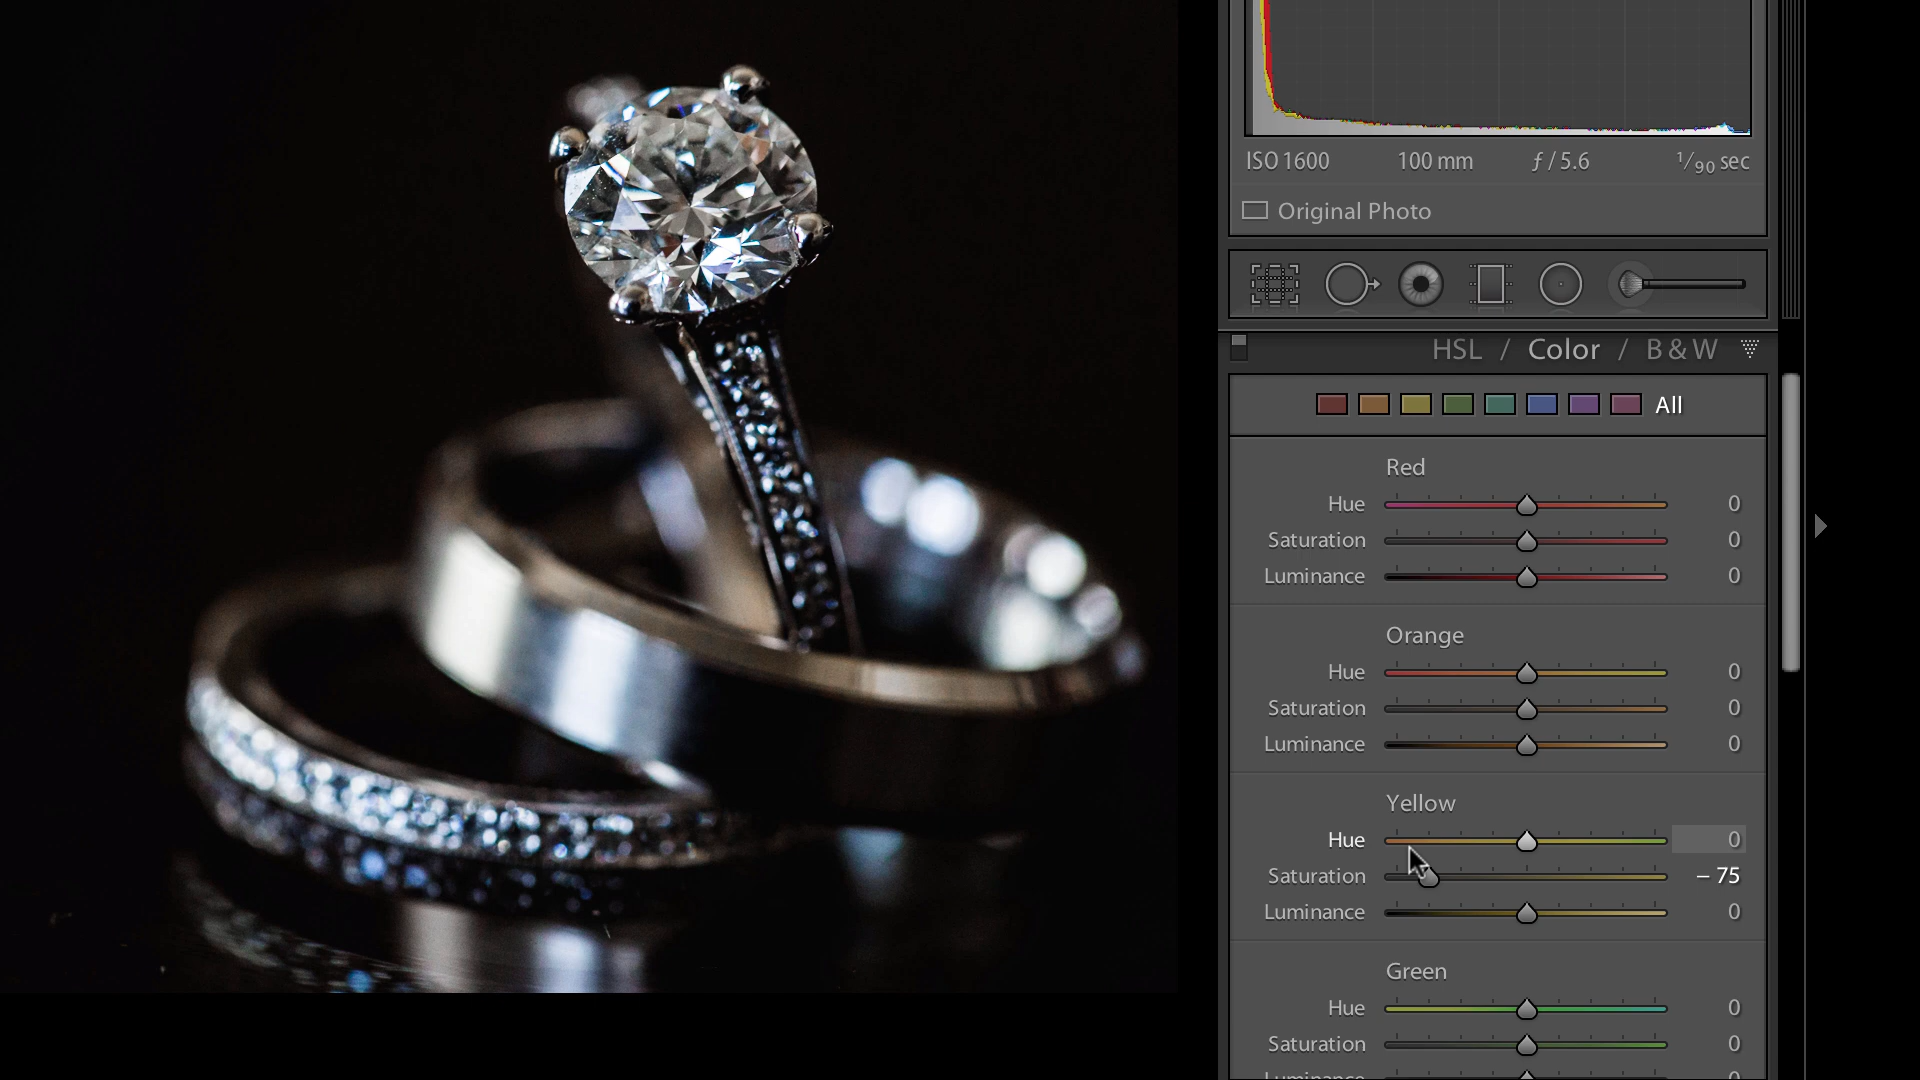 ISO 1600 100 mm ƒ / 5.6 1/90 sec
Original Photo
HSL / Color / B & W
All
Red
Hue 0
Saturation 0
Luminance 0
Orange
Hue 0
Saturation 0
Luminance 0
Yellow
Hue 0
Saturation – 75
Luminance 0
Green
Hue 0
Saturation 0
Luminance 0